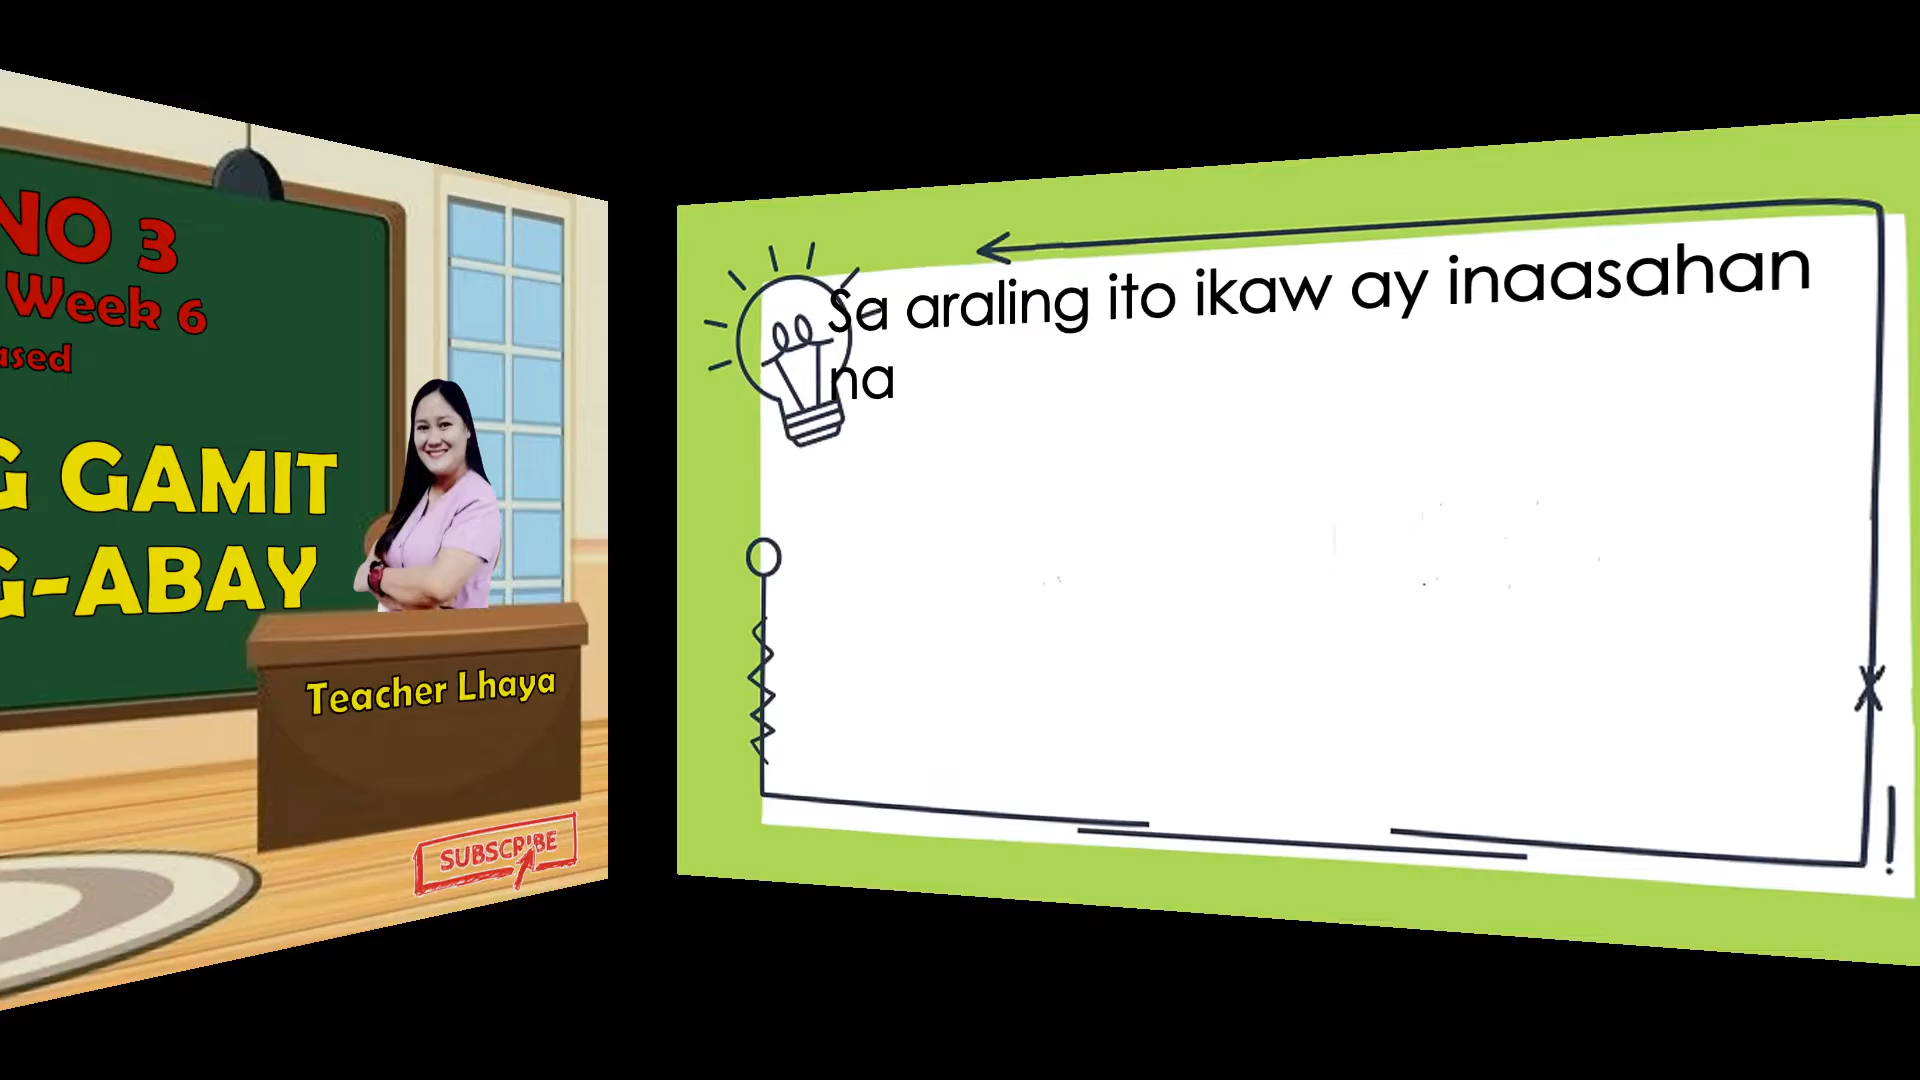 NO 3
Week 6
ased
G GAMIT
G-ABAY
Teacher Lhaya
SUBSCRIBE
Sa araling ito ikaw ay inaasahan
na